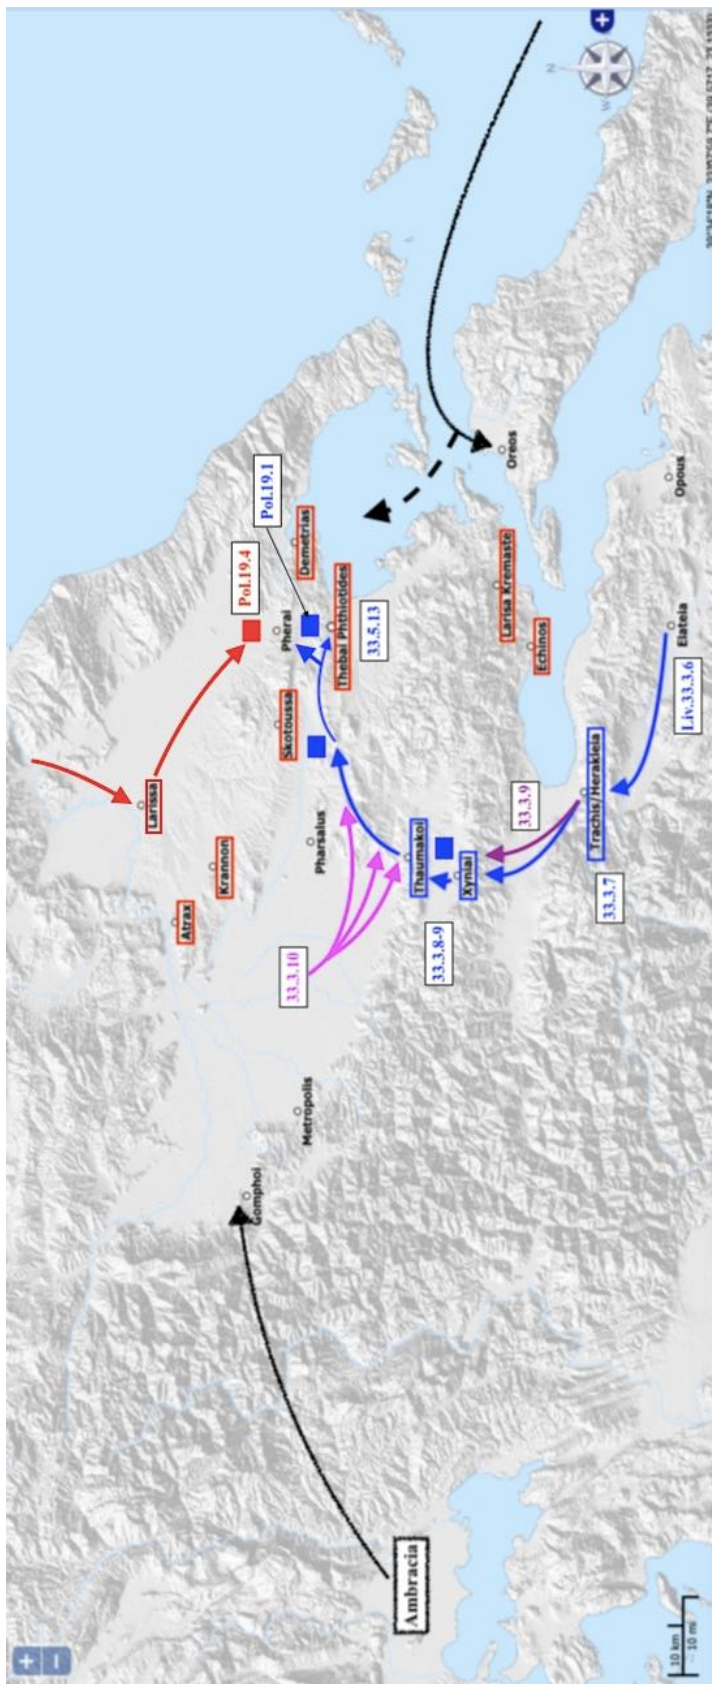 +
−
Larissa
Atrax
Krannon
Pol.19.4
Gomphoi
Pol.19.1
Pherai
Skotoussa
33.3.10
Demetrias
Metropolis
Pharsalus
Thebai Phthiotides
33.5.13
Ambracia
Thaumakoi
33.3.8-9
Xyniai
Larisa Kremaste
Oreos
33.3.9
Echinos
N
W
Trachis/Herakleia
33.3.7
Opous
Elateia
Liv.33.3.6
10 km
10 mi